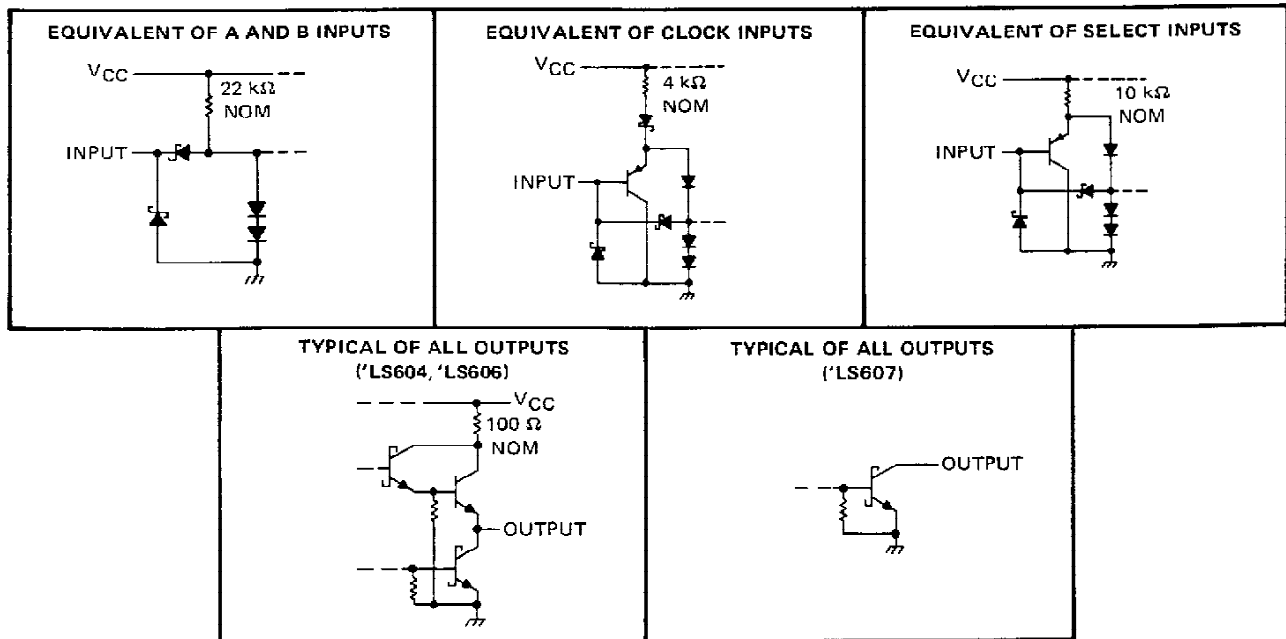 EQUIVALENT OF A AND B INPUTS
VCC
22 kΩ
NOM
INPUT
EQUIVALENT OF CLOCK INPUTS
VCC
4 kΩ
NOM
INPUT
EQUIVALENT OF SELECT INPUTS
VCC
10 kΩ
NOM
INPUT
TYPICAL OF ALL OUTPUTS
('LS604, 'LS606)
VCC
100 Ω
NOM
OUTPUT
TYPICAL OF ALL OUTPUTS
('LS607)
OUTPUT